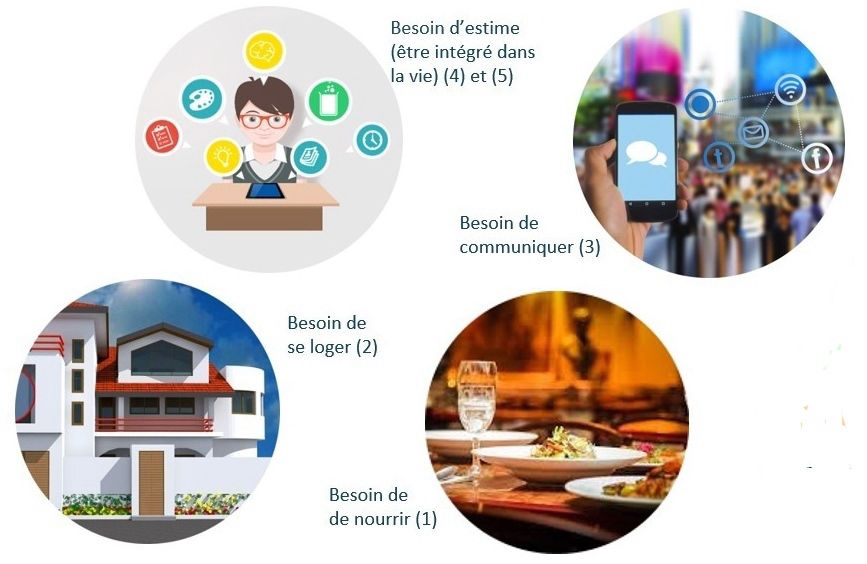 Besoin d’estime
(être intégré dans
la vie) (4) et (5)
Besoin de
communiquer (3)
Besoin de
se loger (2)
Besoin de
de nourrir (1)